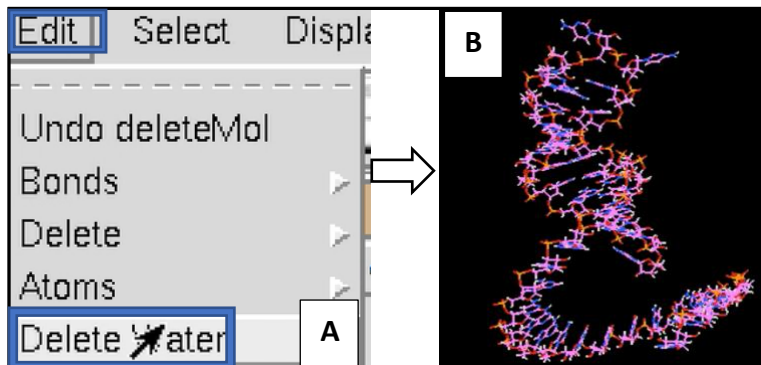 Edit Select Displa
Undo deleteMol
Bonds
Delete
Atoms
Delete Water
A
B